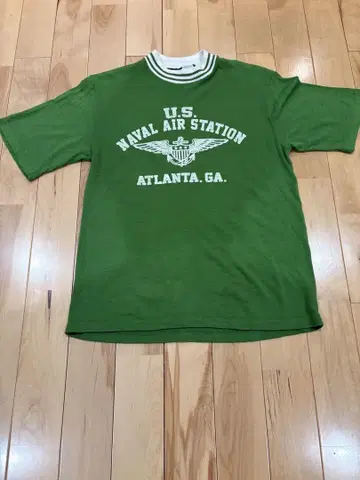 U.S.
NAVAL AIR STATION
ATLANTA, GA.